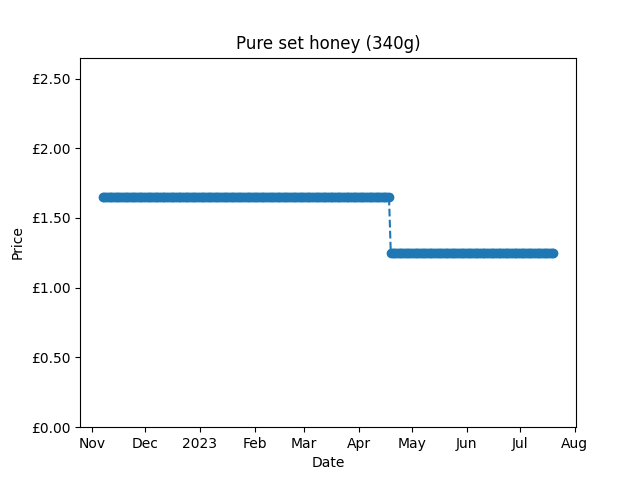 Pure set honey (340g)
£2.50
£2.00
£1.50
£1.00
£0.50
£0.00
Price
Nov Dec 2023 Feb Mar Apr May Jun Jul Aug
Date